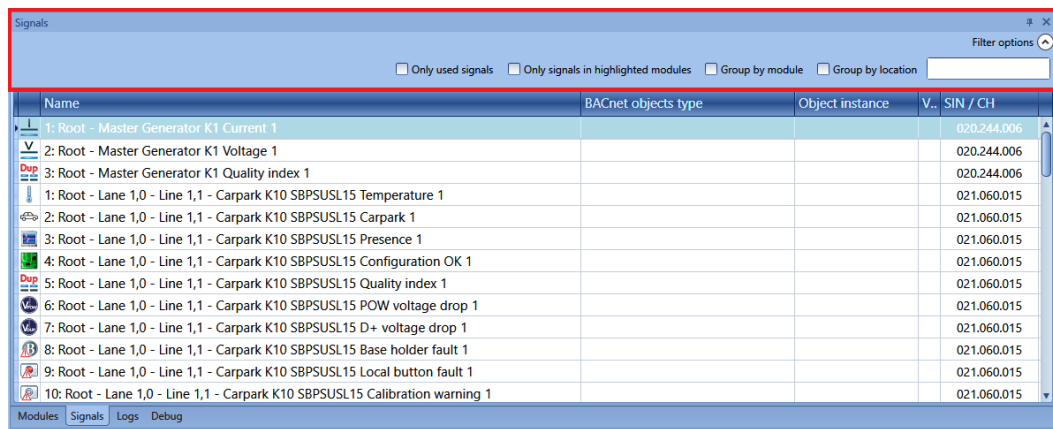 Signals
Filter options
Only used signals Only signals in highlighted modules Group by module Group by location
Name BACnet objects type Object instance V.. SIN / CH
1: Root - Master Generator K1 Current 1 020.244.006
V 2: Root - Master Generator K1 Voltage 1 020.244.006
Dup 3: Root - Master Generator K1 Quality index 1 020.244.006
1: Root - Lane 1,0 - Line 1,1 - Carpark K10 SBPSUSL15 Temperature 1 021.060.015
2: Root - Lane 1,0 - Line 1,1 - Carpark K10 SBPSUSL15 Carpark 1 021.060.015
3: Root - Lane 1,0 - Line 1,1 - Carpark K10 SBPSUSL15 Presence 1 021.060.015
4: Root - Lane 1,0 - Line 1,1 - Carpark K10 SBPSUSL15 Configuration OK 1 021.060.015
Dup 5: Root - Lane 1,0 - Line 1,1 - Carpark K10 SBPSUSL15 Quality index 1 021.060.015
6: Root - Lane 1,0 - Line 1,1 - Carpark K10 SBPSUSL15 POW voltage drop 1 021.060.015
7: Root - Lane 1,0 - Line 1,1 - Carpark K10 SBPSUSL15 D+ voltage drop 1 021.060.015
8: Root - Lane 1,0 - Line 1,1 - Carpark K10 SBPSUSL15 Base holder fault 1 021.060.015
9: Root - Lane 1,0 - Line 1,1 - Carpark K10 SBPSUSL15 Local button fault 1 021.060.015
10: Root - Lane 1,0 - Line 1,1 - Carpark K10 SBPSUSL15 Calibration warning 1 021.060.015
Modules Signals Logs Debug